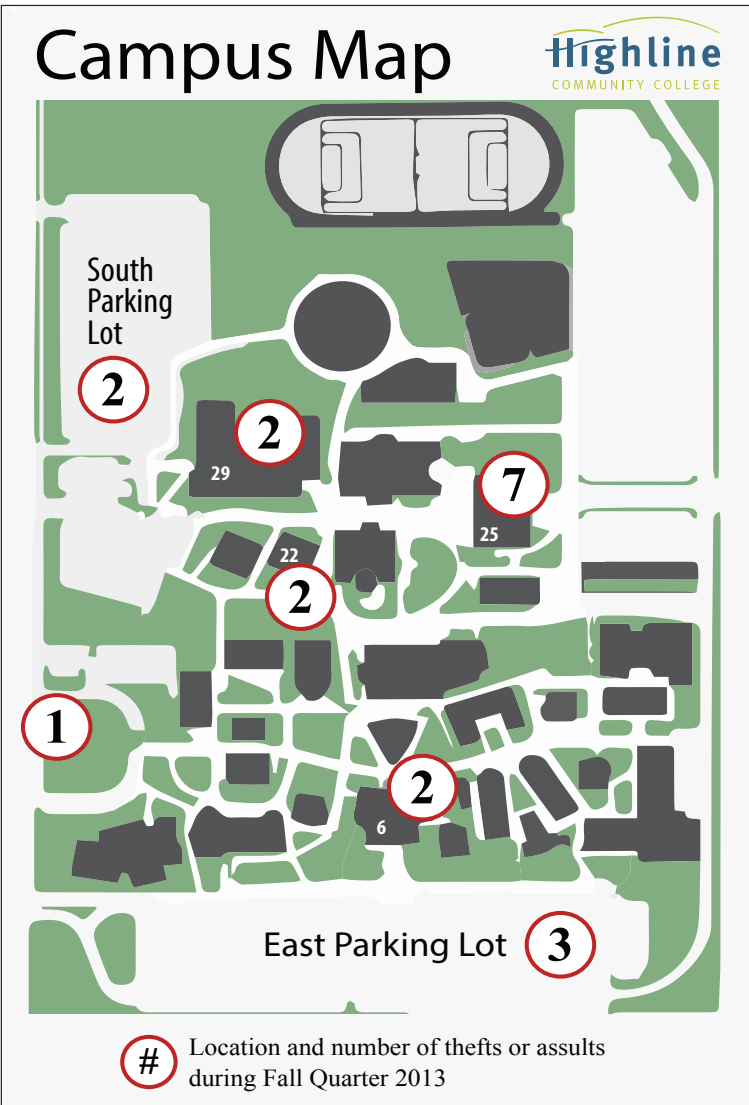 Campus Map
Highline
COMMUNITY COLLEGE
South
Parking
Lot
2
2
29
7
25
22
2
1
2
6
East Parking Lot
3
#
Location and number of thefts or assults
during Fall Quarter 2013